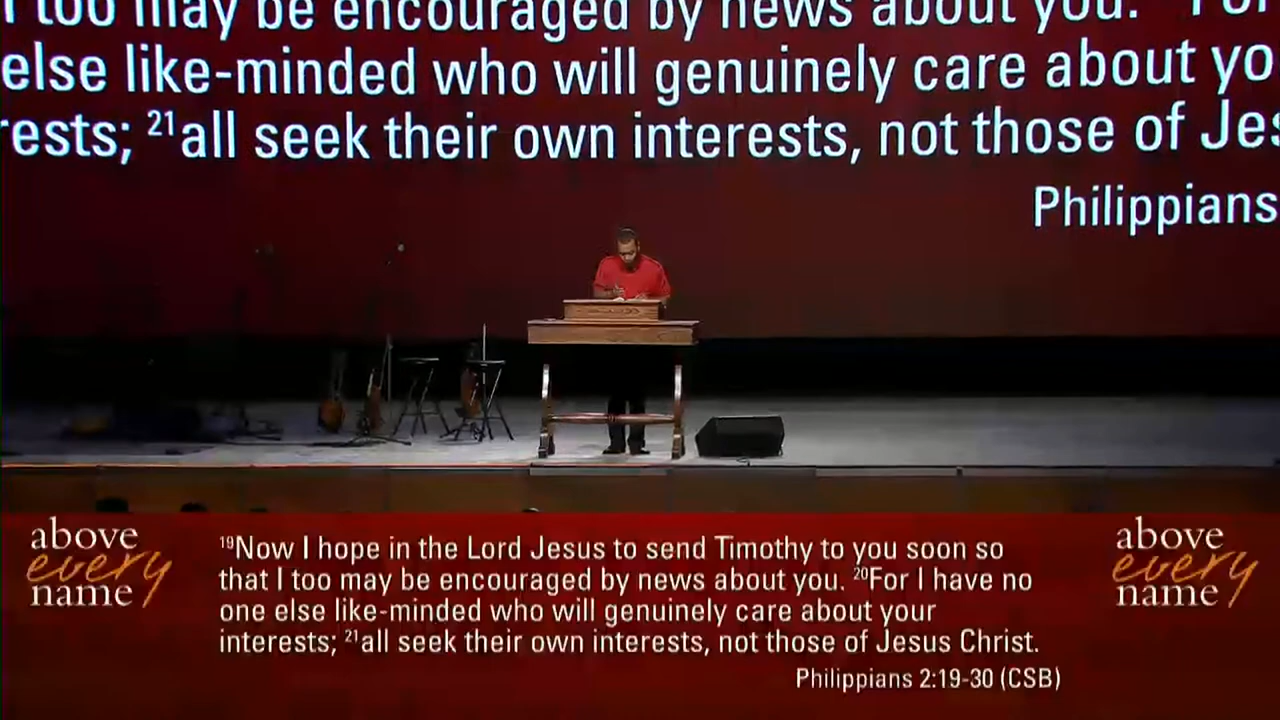 I too may be encouraged by news about you. For
else like-minded who will genuinely care about yo
rests; ²¹all seek their own interests, not those of Jes
Philippians
above
every
name
¹⁹Now I hope in the Lord Jesus to send Timothy to you soon so
that I too may be encouraged by news about you. ²⁰For I have no
one else like-minded who will genuinely care about your
interests; ²¹all seek their own interests, not those of Jesus Christ.
Philippians 2:19-30 (CSB)
above
every
name